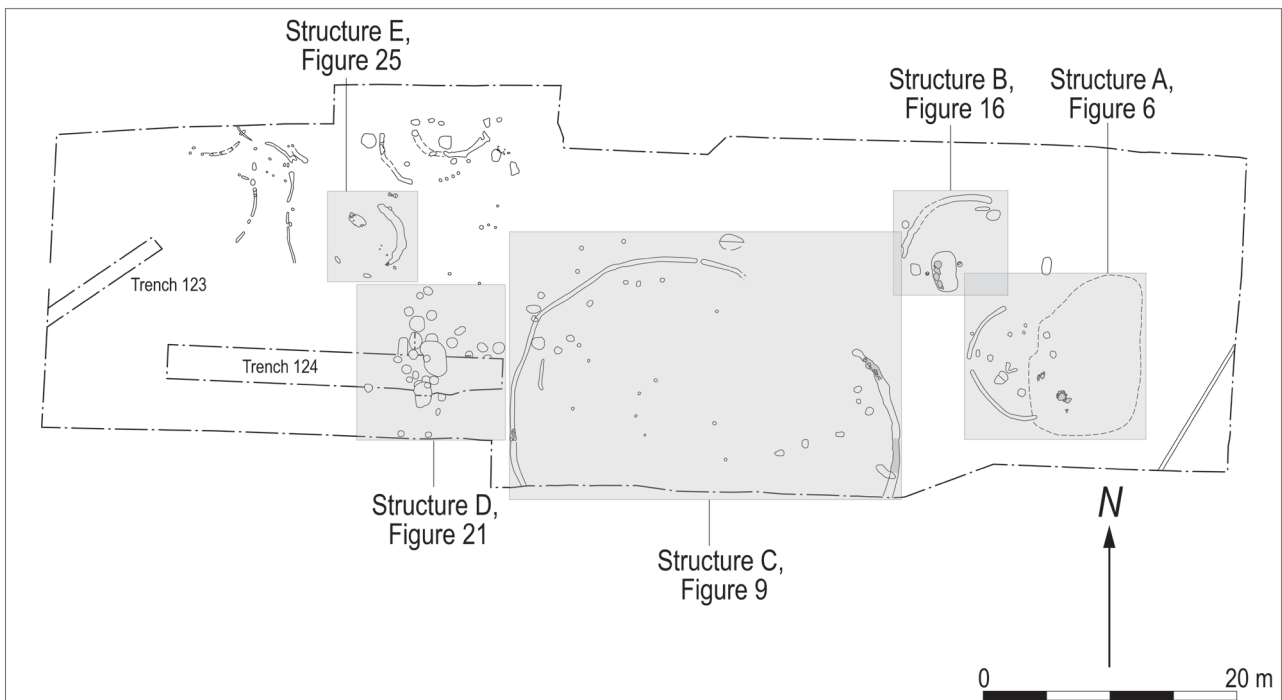 Structure E,
Figure 25
Structure B,
Figure 16
Structure A,
Figure 6
Trench 123
Trench 124
Structure D,
Figure 21
Structure C,
Figure 9
N
0
20 m